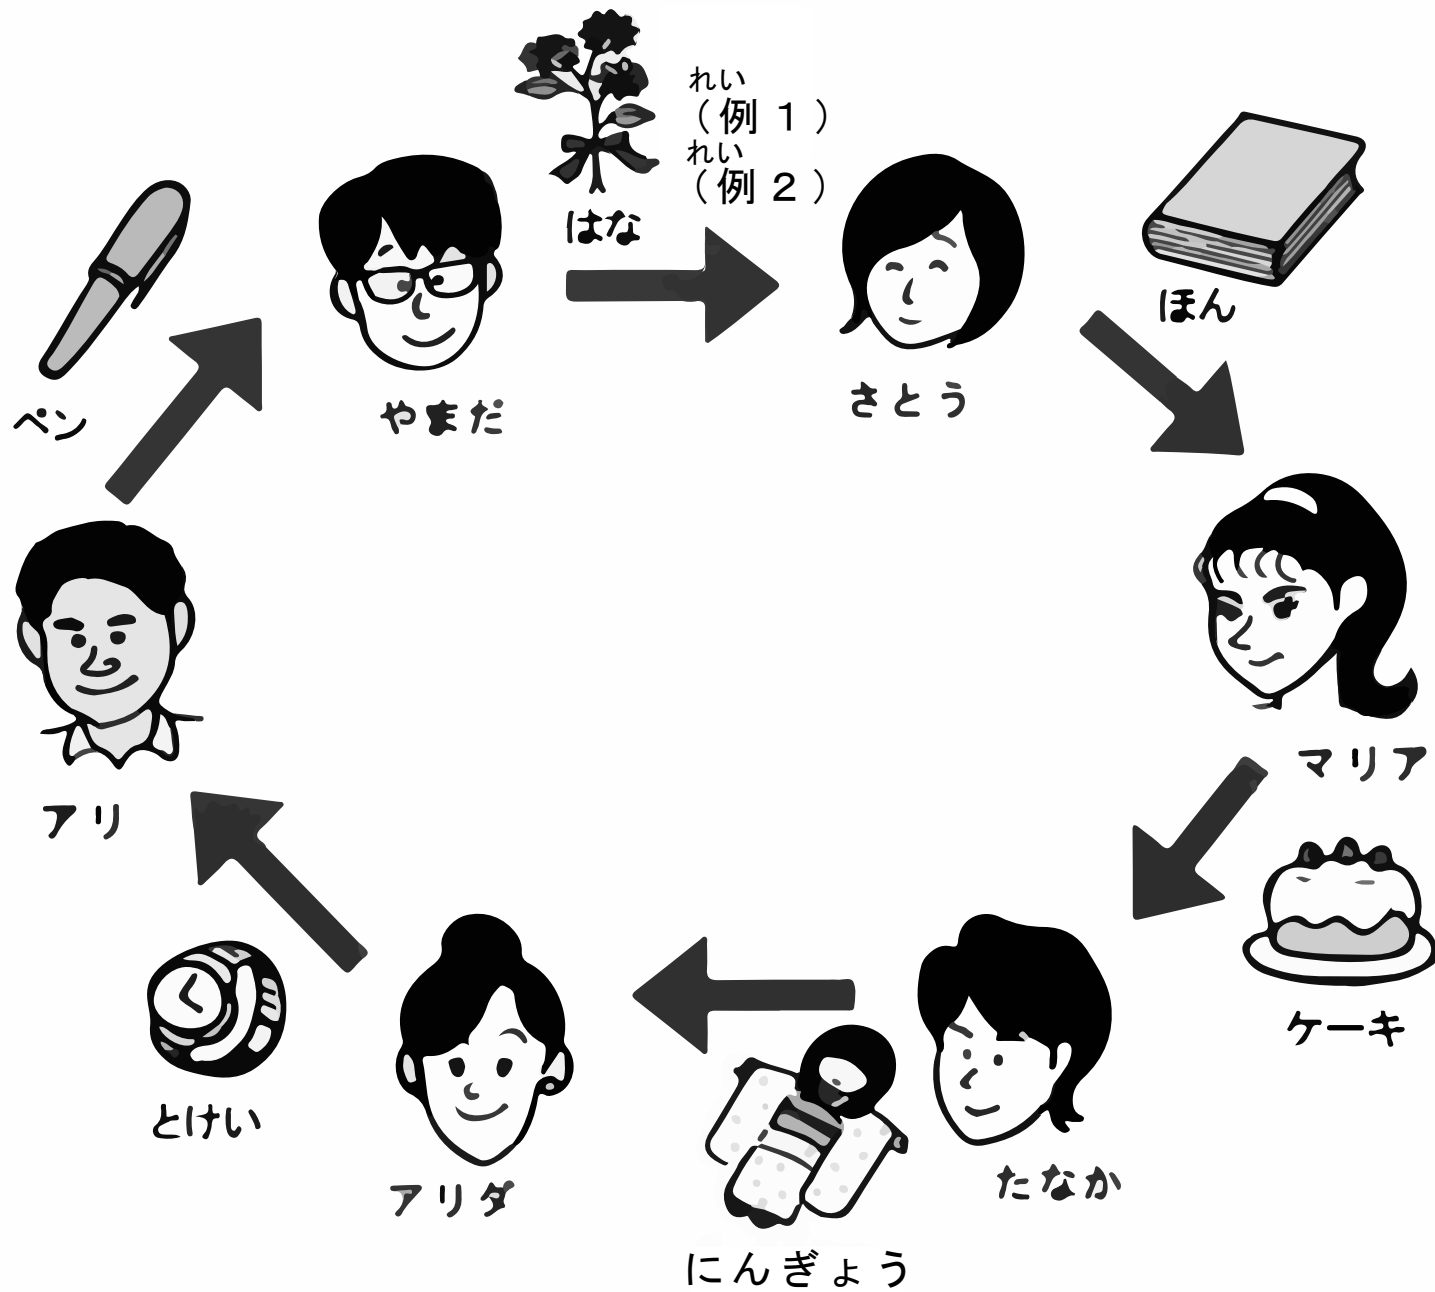 れい
（例１）
れい
（例２）
はな
ほん
ペン
やまだ
さとう
マリア
アリ
ケーキ
とけい
たなか
アリダ
にんぎょう